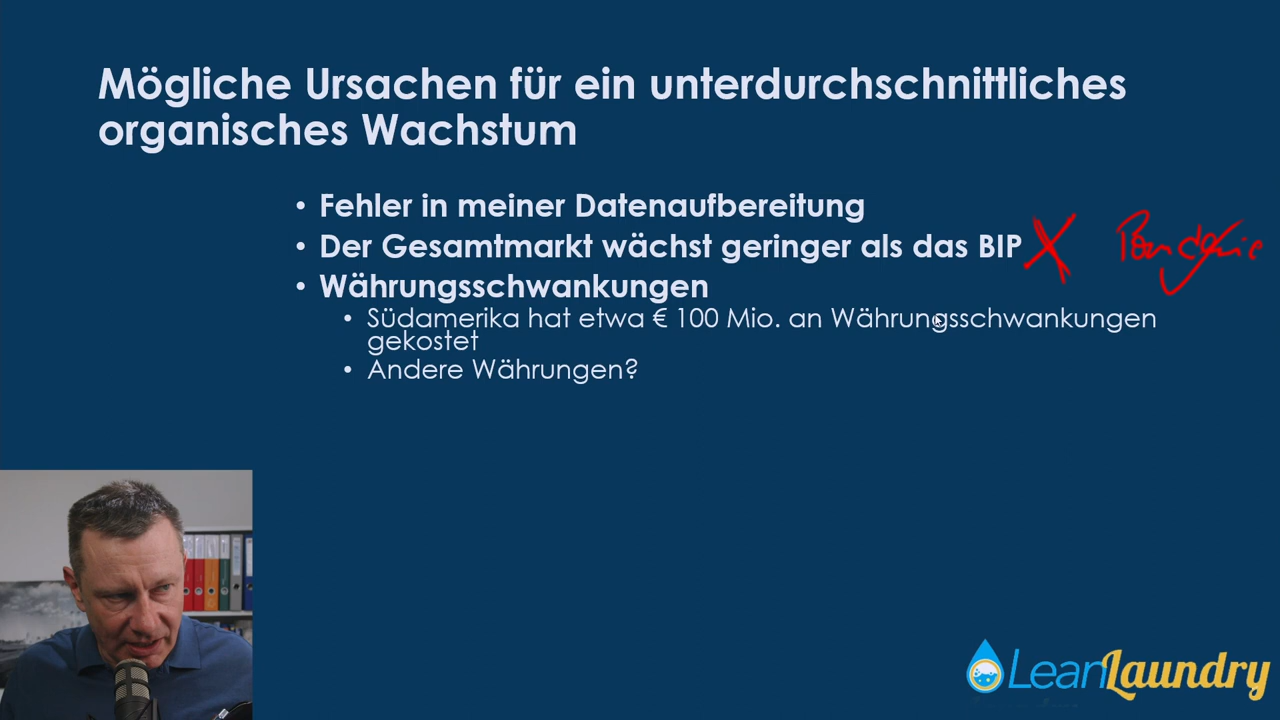 Mögliche Ursachen für ein unterdurchschnittliches
organisches Wachstum
• Fehler in meiner Datenaufbereitung
• Der Gesamtmarkt wächst geringer als das BIP X Pandemie
• Währungsschwankungen
• Südamerika hat etwa € 100 Mio. an Währungsschwankungen
gekostet
• Andere Währungen?
LeanLaundry